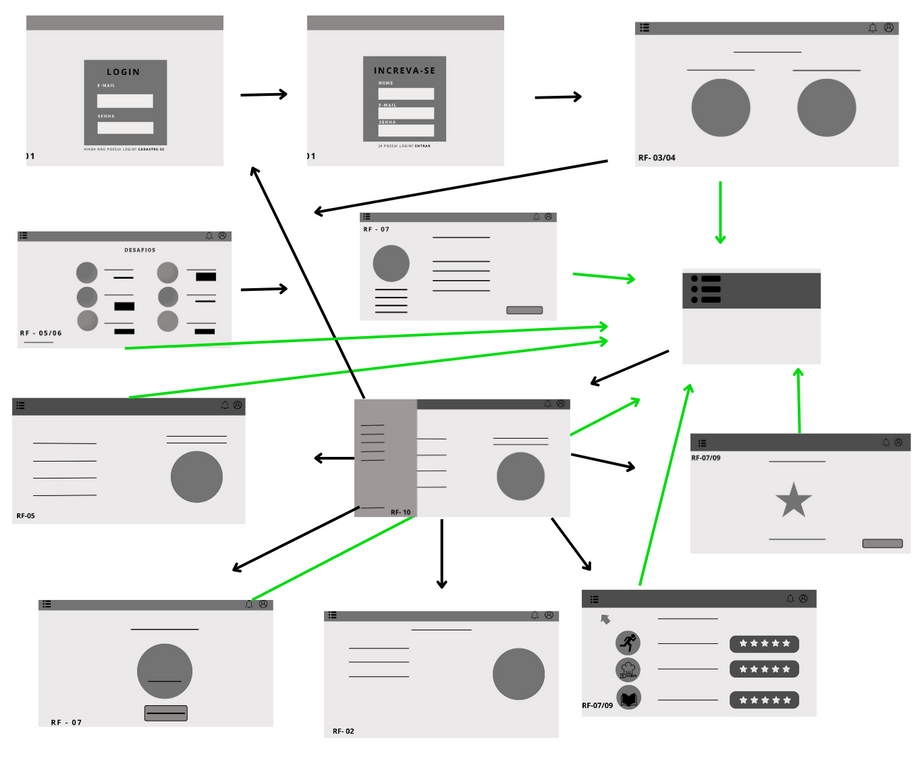 LOGIN
E-MAIL
SENHA
AINDA NÃO POSSUI LOGIN? CADASTRE-SE
01
INCREVA-SE
NOME
E-MAIL
SENHA
JÁ POSSUI LOGIN? ENTRAR
01
RF- 03/04
DESAFIOS
RF - 05/06
RF - 07
RF-05
RF- 10
RF-07/09
RF - 07
RF- 02
RF-07/09